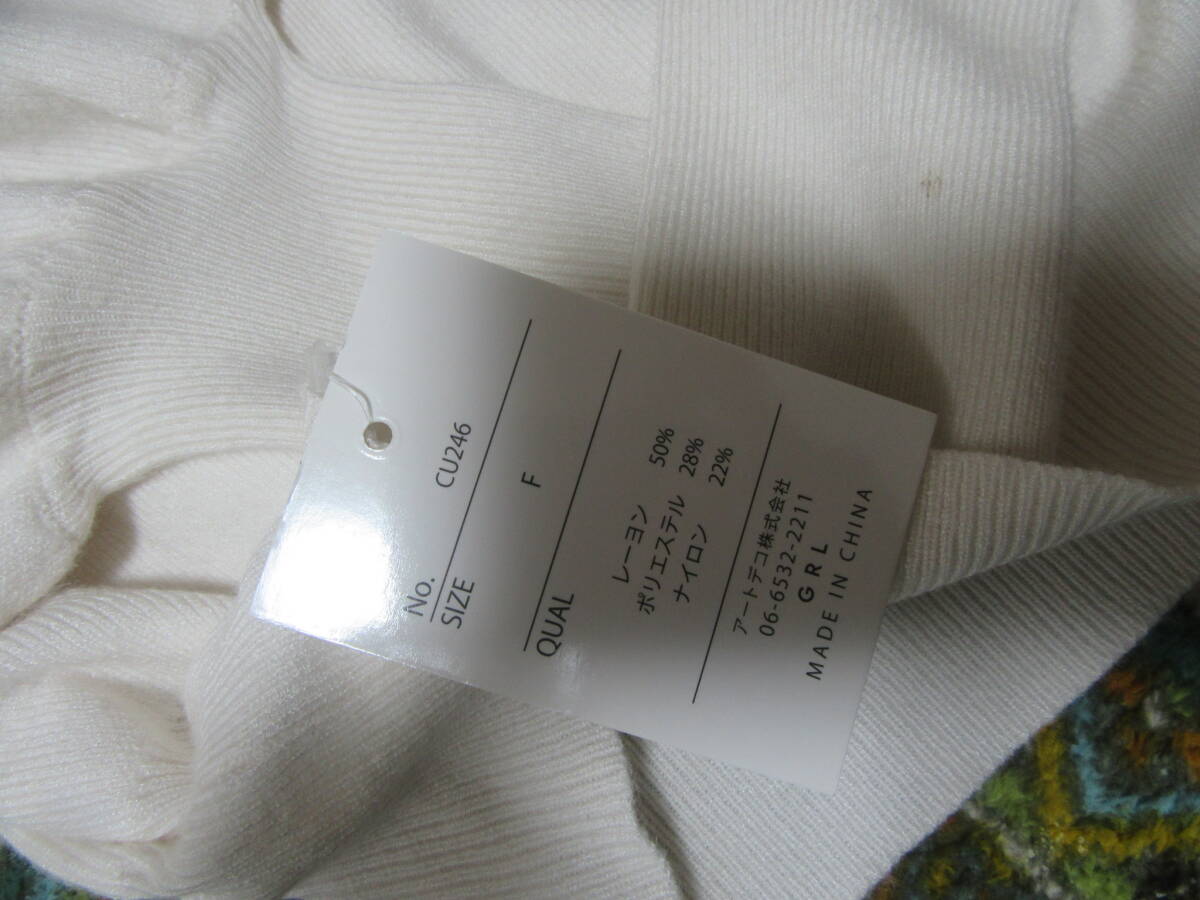 No. CU246
SIZE F
QUAL
レーヨン 50%
ポリエステル 28%
ナイロン 22%
アートデコ株式会社
06-6532-2211
GRL
MADE IN CHINA